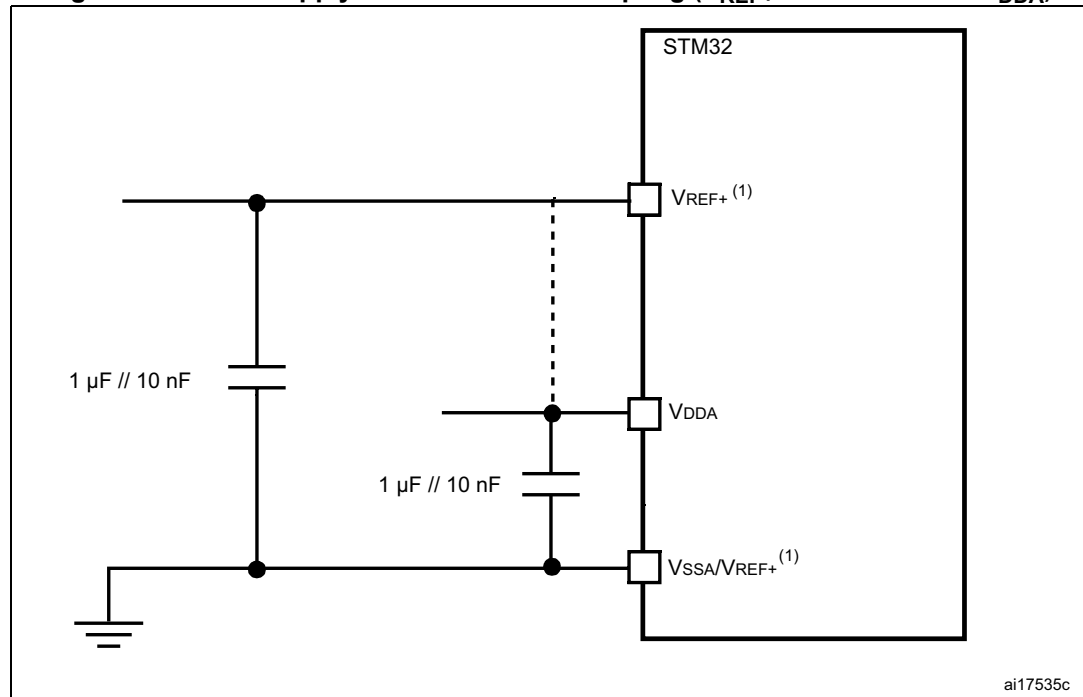 STM32
VREF+ (1)
1 µF // 10 nF
VDDA
1 µF // 10 nF
VSSA/VREF+ (1)
ai17535c